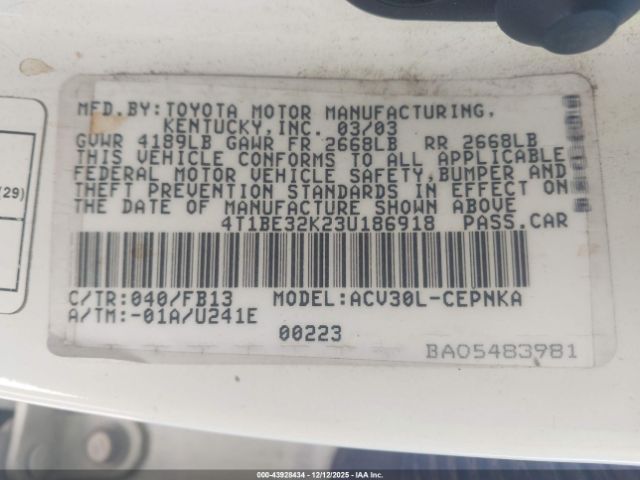 MFD.BY:TOYOTA MOTOR MANUFACTURING,
KENTUCKY,INC. 03/03
GVWR 4189LB GAWR FR 2668LB RR 2668LB
THIS VEHICLE CONFORMS TO ALL APPLICABLE
FEDERAL MOTOR VEHICLE SAFETY,BUMPER AND
THEFT PREVENTION STANDARDS IN EFFECT ON
THE DATE OF MANUFACTURE SHOWN ABOVE
(29)
4T1BE32K23U186918 PASS.CAR
C/TR:040/FB13 MODEL:ACV30L-CEPNKA
A/TM:-01A/U241E
00223
BA05483981
000-43928434 - 12/12/2025 - IAA Inc.